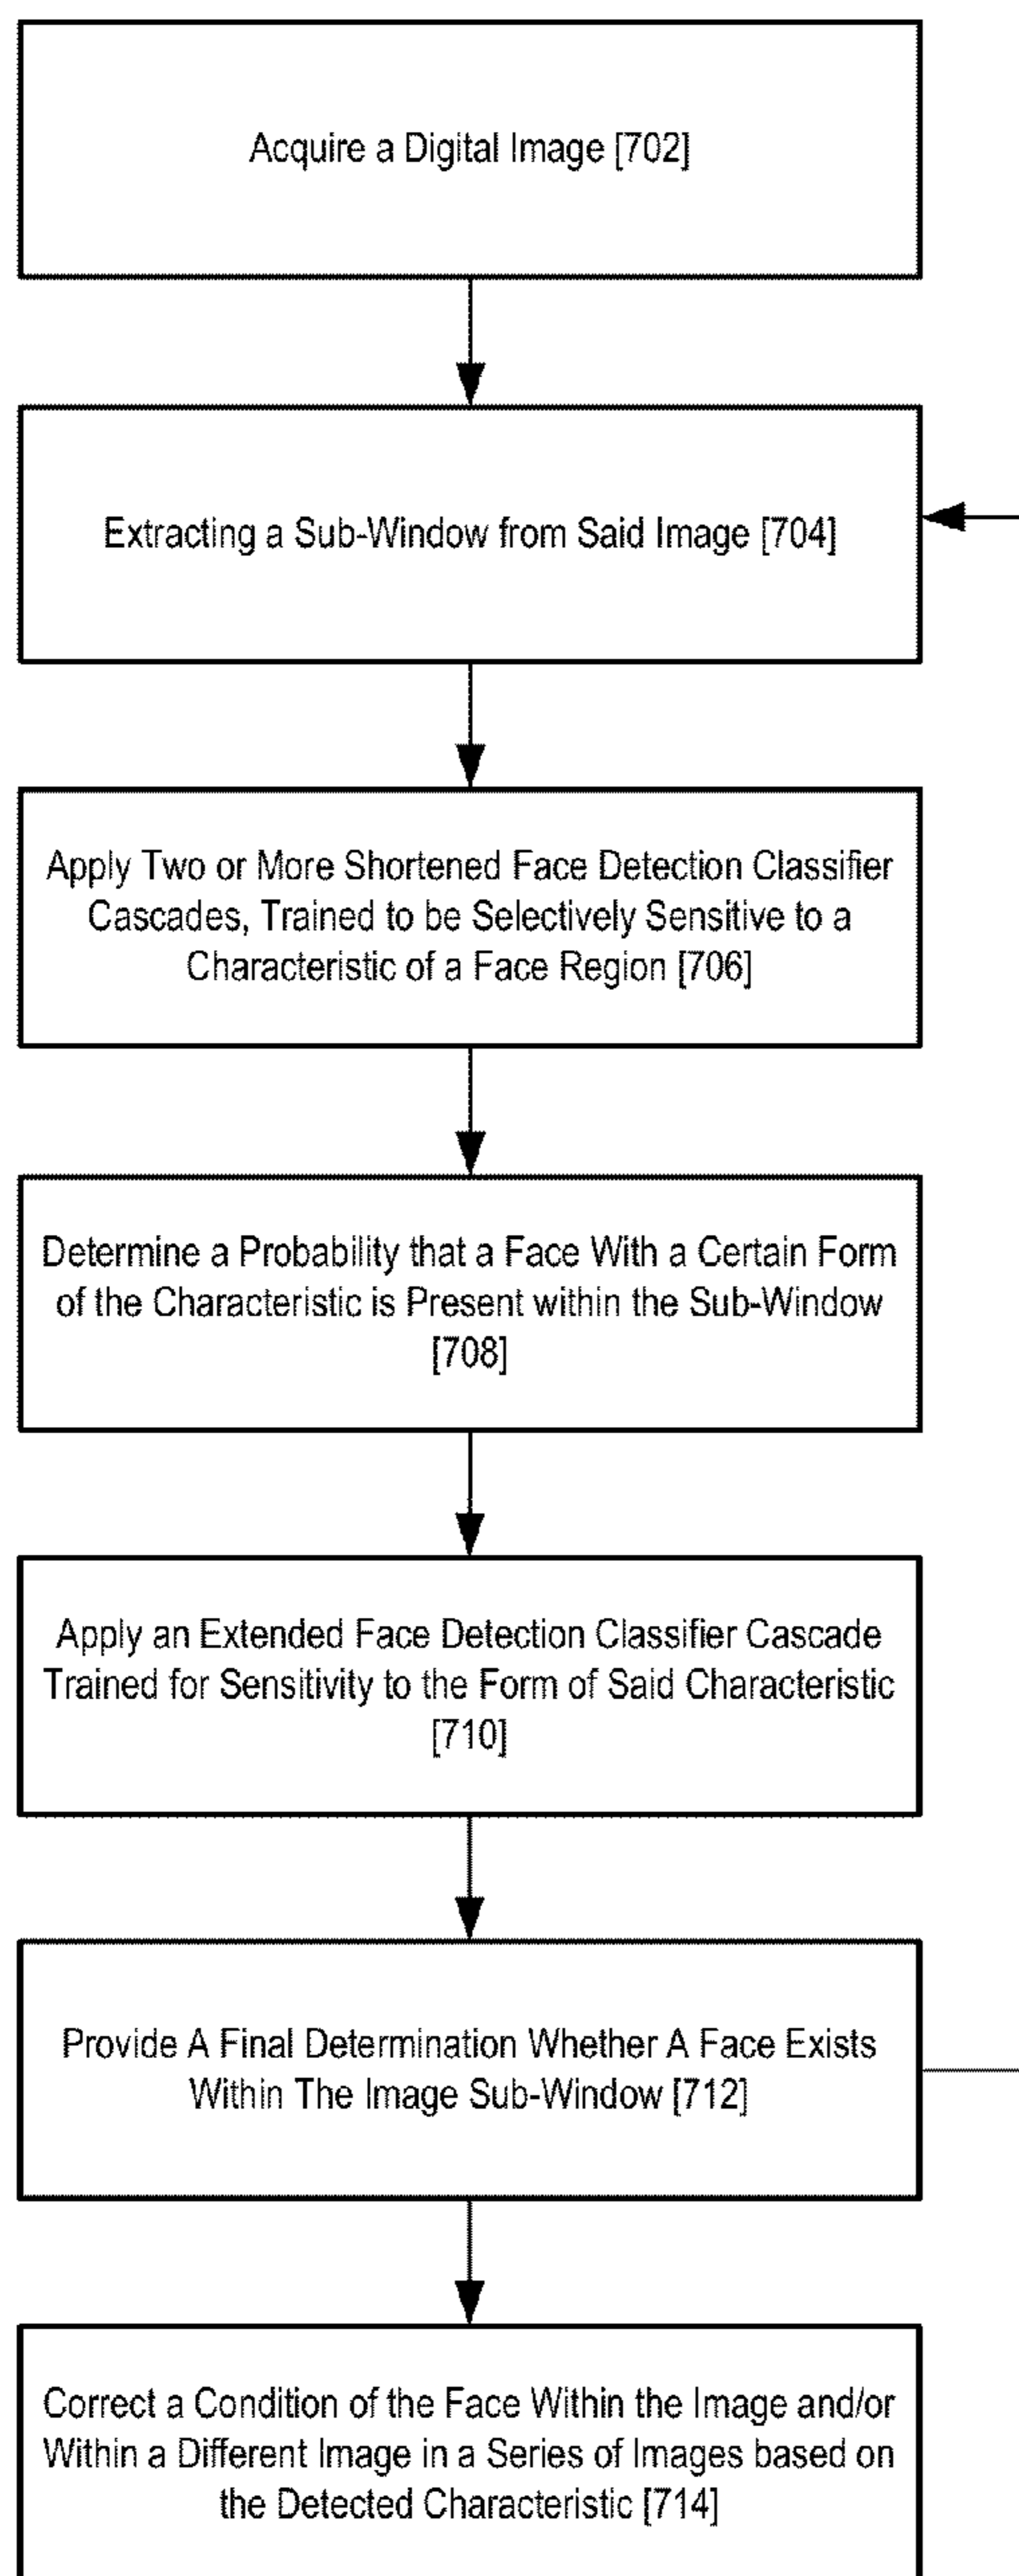 Acquire a Digital Image [702]
Extracting a Sub-Window from Said Image [704]
Apply Two or More Shortened Face Detection Classifier
Cascades, Trained to be Selectively Sensitive to a
Characteristic of a Face Region [706]
Determine a Probability that a Face With a Certain Form
of the Characteristic is Present within the Sub-Window
[708]
Apply an Extended Face Detection Classifier Cascade
Trained for Sensitivity to the Form of Said Characteristic
[710]
Provide A Final Determination Whether A Face Exists
Within The Image Sub-Window [712]
Correct a Condition of the Face Within the Image and/or
Within a Different Image in a Series of Images based on
the Detected Characteristic [714]